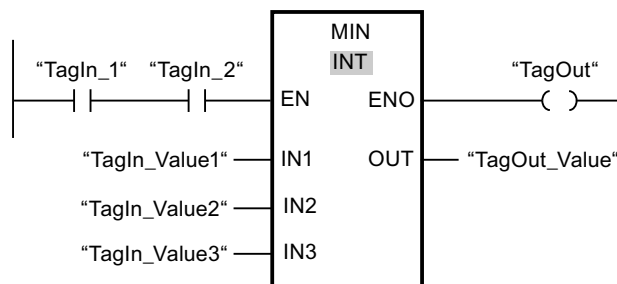 MIN
INT
“TagIn_1“ “TagIn_2“ “TagOut“
EN ENO
“TagIn_Value1“ IN1 OUT “TagOut_Value“
“TagIn_Value2“ IN2
“TagIn_Value3“ IN3